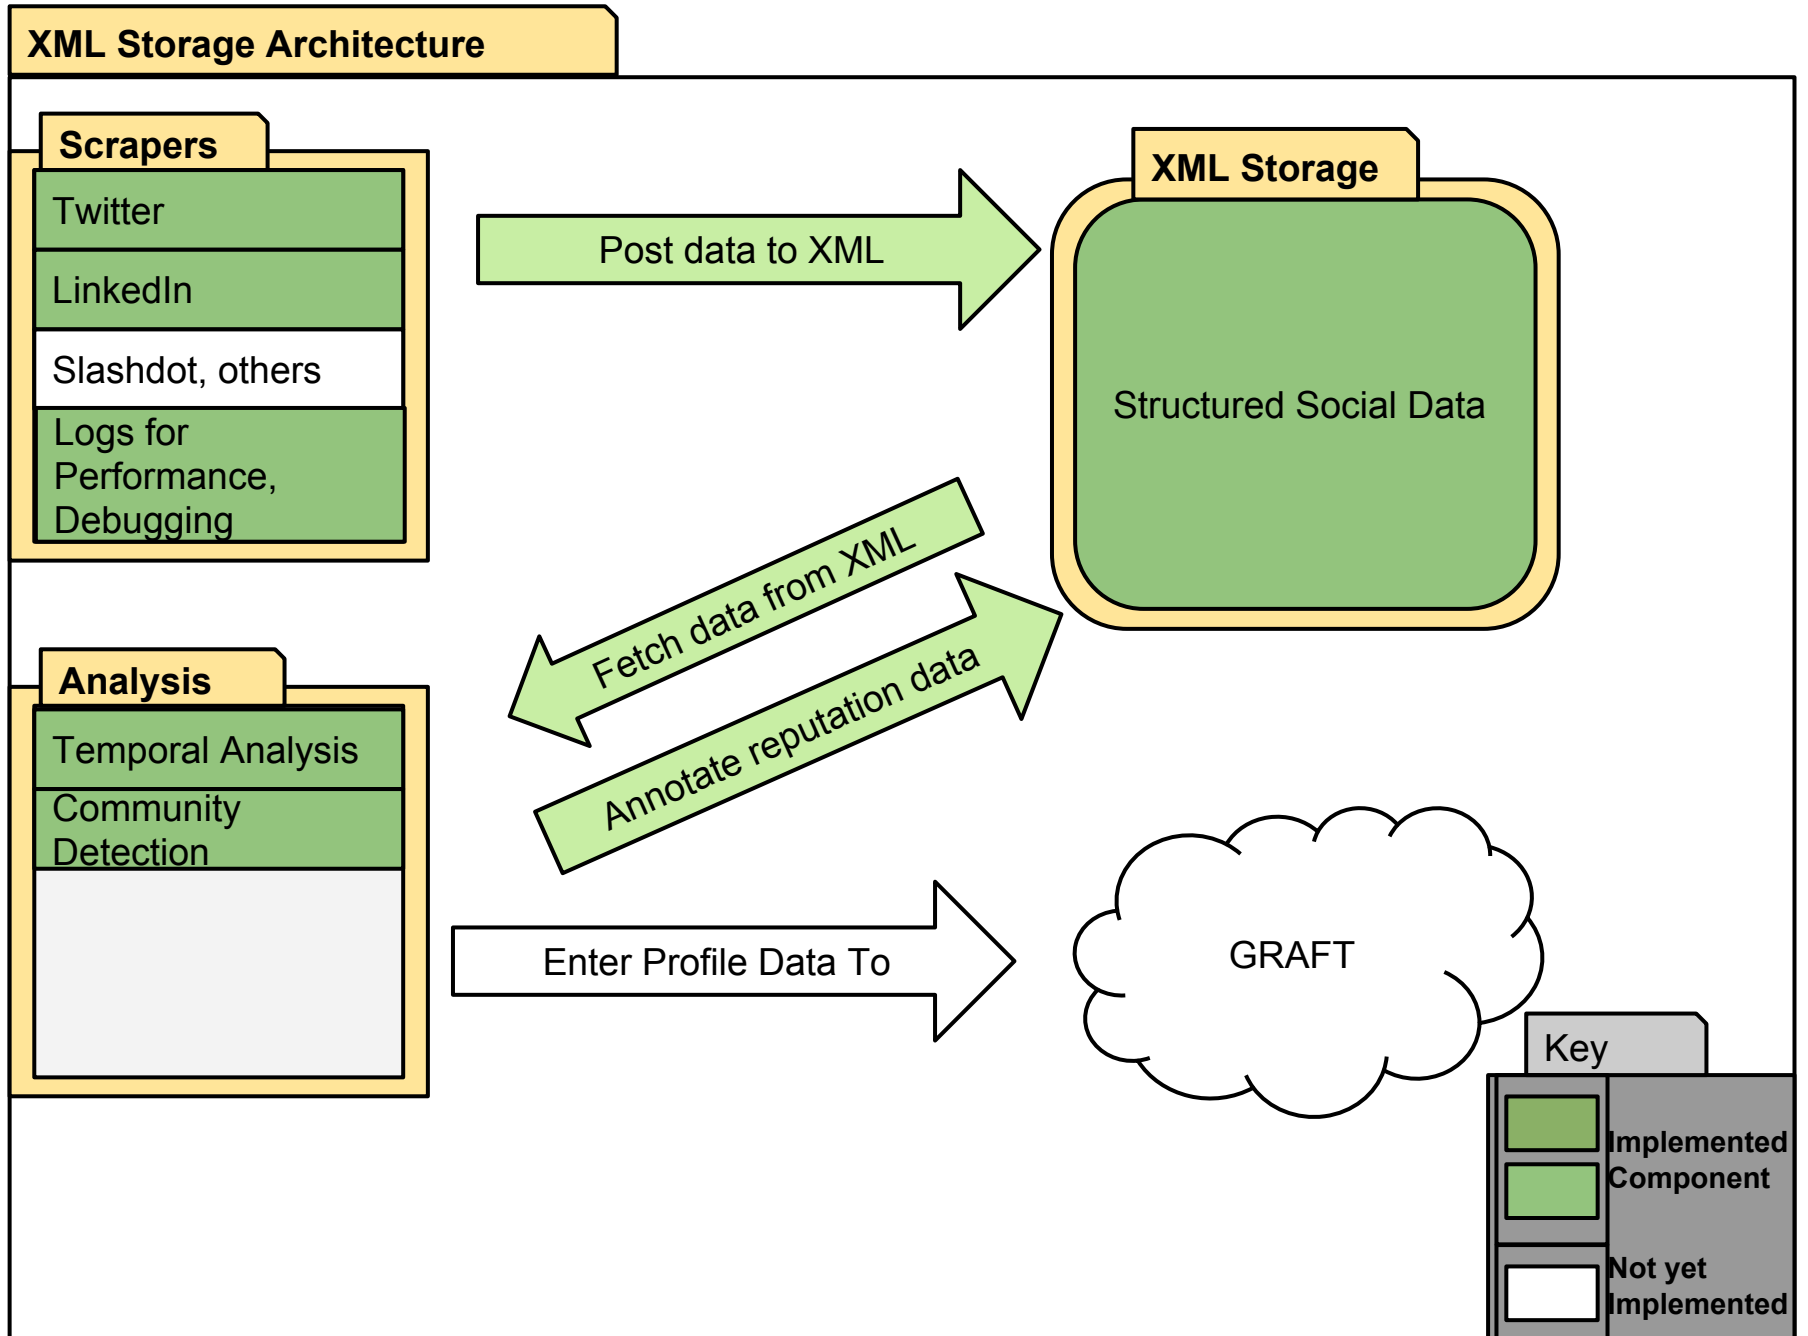 XML Storage Architecture
Scrapers
Twitter
LinkedIn
Slashdot, others
Logs for
Performance,
Debugging
Post data to XML
XML Storage
Structured Social Data
Fetch data from XML
Annotate reputation data
Analysis
Temporal Analysis
Community
Detection
Enter Profile Data To
GRAFT
Key
Implemented
Component
Not yet
Implemented